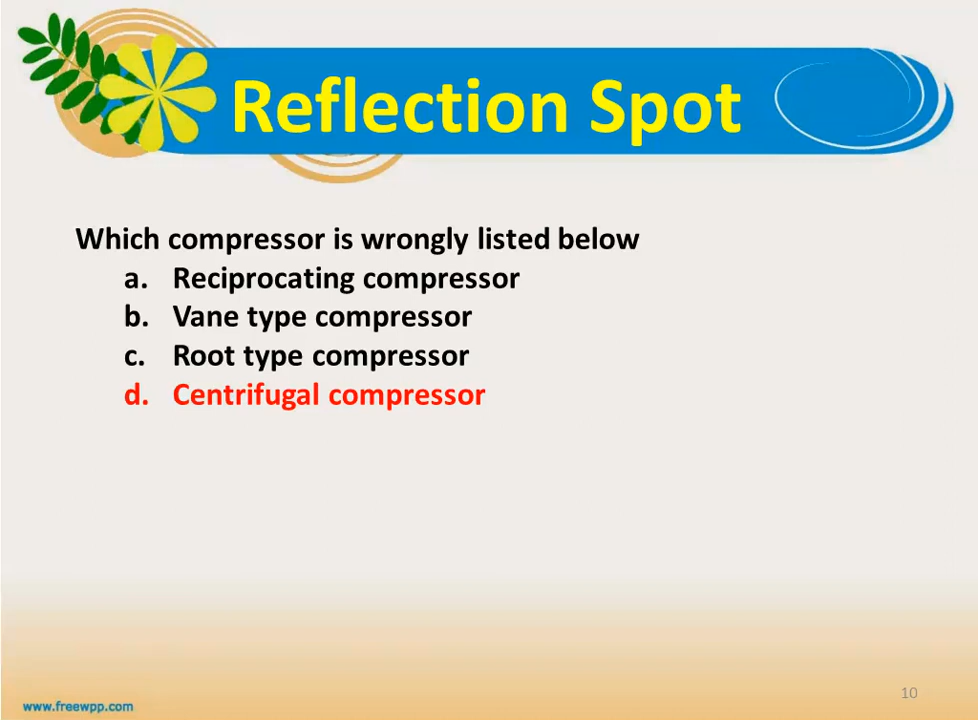 Reflection Spot
Which compressor is wrongly listed below
a. Reciprocating compressor
b. Vane type compressor
c. Root type compressor
d. Centrifugal compressor
10
www.freewpp.com